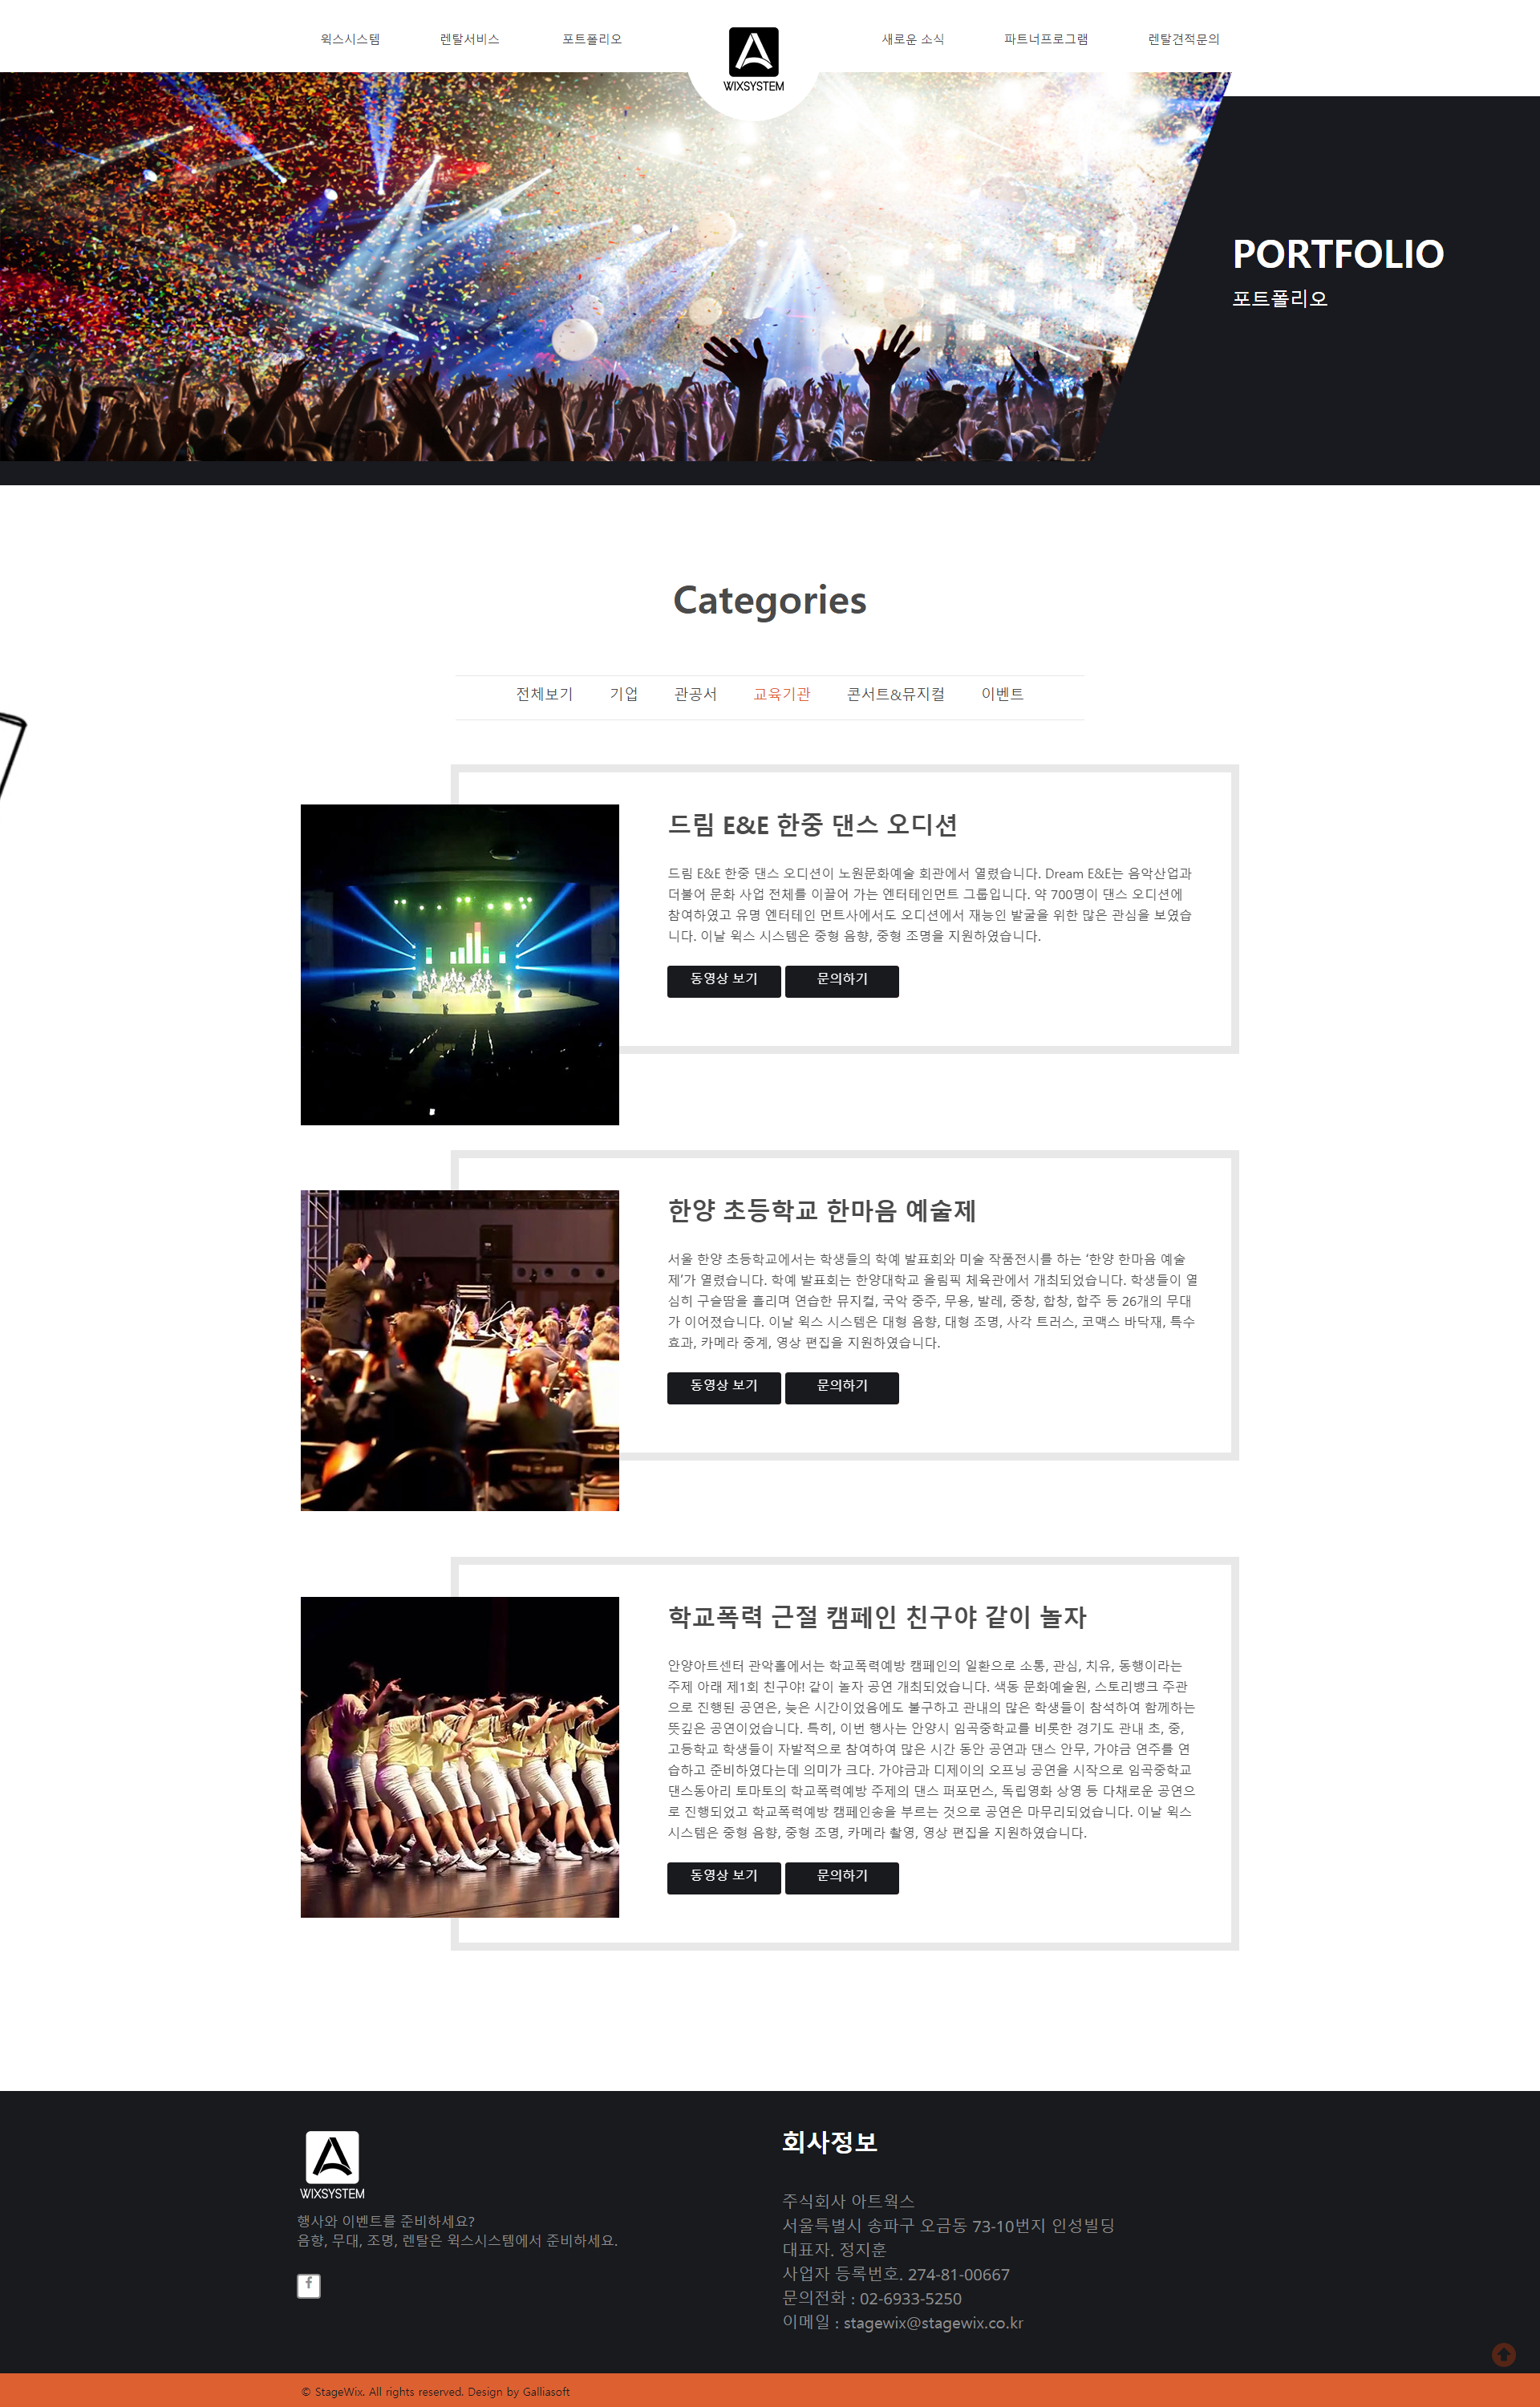 윅스시스템 렌탈서비스 포트폴리오 WIXSYSTEM 새로운 소식 파트너프로그램 렌탈견적문의
PORTFOLIO
포트폴리오
Categories
전체보기 기업 관공서 교육기관 콘서트&뮤지컬 이벤트
드림 E&E 한중 댄스 오디션
드림 E&E 한중 댄스 오디션이 노원문화예술 회관에서 열렸습니다. Dream E&E는 음악산업과
더불어 문화 사업 전체를 이끌어 가는 엔터테인먼트 그룹입니다. 약 700명이 댄스 오디션에
참여하였고 유명 엔터테인 먼트사에서도 오디션에서 재능인 발굴을 위한 많은 관심을 보였습
니다. 이날 윅스 시스템은 중형 음향, 중형 조명을 지원하였습니다.
동영상 보기 문의하기
한양 초등학교 한마음 예술제
서울 한양 초등학교에서는 학생들의 학예 발표회와 미술 작품전시를 하는 ‘한양 한마음 예술
제’가 열렸습니다. 학예 발표회는 한양대학교 올림픽 체육관에서 개최되었습니다. 학생들이 열
심히 구슬땀을 흘리며 연습한 뮤지컬, 국악 중주, 무용, 발레, 중창, 합창, 합주 등 26개의 무대
가 이어졌습니다. 이날 윅스 시스템은 대형 음향, 대형 조명, 사각 트러스, 코맥스 바닥재, 특수
효과, 카메라 중계, 영상 편집을 지원하였습니다.
동영상 보기 문의하기
학교폭력 근절 캠페인 친구야 같이 놀자
안양아트센터 관악홀에서는 학교폭력예방 캠페인의 일환으로 소통, 관심, 치유, 동행이라는
주제 아래 제1회 친구야! 같이 놀자 공연 개최되었습니다. 색동 문화예술원, 스토리뱅크 주관
으로 진행된 공연은, 늦은 시간이었음에도 불구하고 관내의 많은 학생들이 참석하여 함께하는
뜻깊은 공연이었습니다. 특히, 이번 행사는 안양시 임곡중학교를 비롯한 경기도 관내 초, 중,
고등학교 학생들이 자발적으로 참여하여 많은 시간 동안 공연과 댄스 안무, 가야금 연주를 연
습하고 준비하였다는데 의미가 크다. 가야금과 디제이의 오프닝 공연을 시작으로 임곡중학교
댄스동아리 토마토의 학교폭력예방 주제의 댄스 퍼포먼스, 독립영화 상영 등 다채로운 공연으
로 진행되었고 학교폭력예방 캠페인송을 부르는 것으로 공연은 마무리되었습니다. 이날 윅스
시스템은 중형 음향, 중형 조명, 카메라 촬영, 영상 편집을 지원하였습니다.
동영상 보기 문의하기
WIXSYSTEM
행사와 이벤트를 준비하세요?
음향, 무대, 조명, 렌탈은 윅스시스템에서 준비하세요.
회사정보
주식회사 아트웍스
서울특별시 송파구 오금동 73-10번지 인성빌딩
대표자. 정지훈
사업자 등록번호. 274-81-00667
문의전화 : 02-6933-5250
이메일 : stagewix@stagewix.co.kr
© StageWix. All rights reserved. Design by Galliasoft